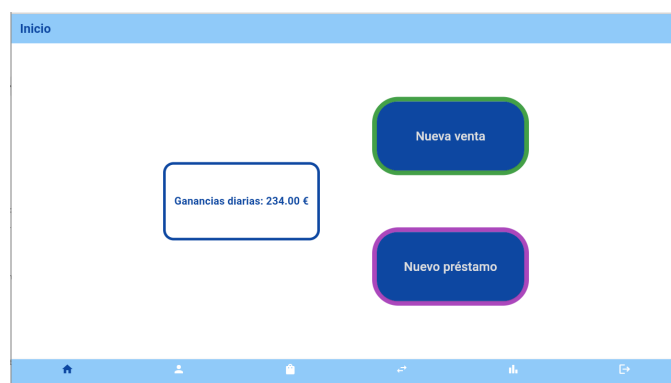 Inicio
Nueva venta
Ganancias diarias: 234.00 €
Nuevo préstamo